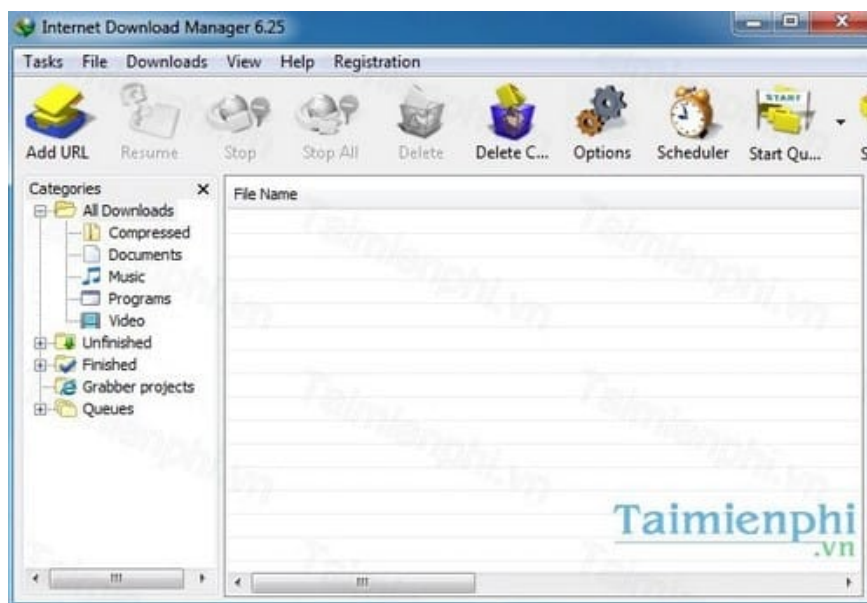 Internet Download Manager 6.25
Tasks File Downloads View Help Registration
Add URL Resume Stop Stop All Delete Delete C... Options Scheduler Start Qu... S
Categories
File Name
All Downloads
Compressed
Documents
Music
Programs
Video
Unfinished
Finished
Grabber projects
Queues
Taimienphi
.vn